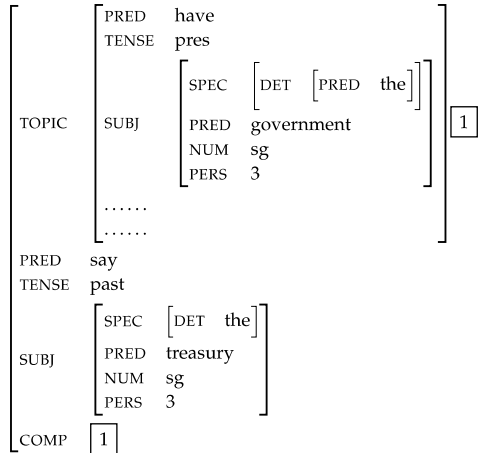 PRED have
TENSE pres
SPEC [DET [PRED the]]
TOPIC SUBJ PRED government 1
NUM sg
PERS 3
......
......
PRED say
TENSE past
SPEC [DET the]
SUBJ PRED treasury
NUM sg
PERS 3
COMP 1